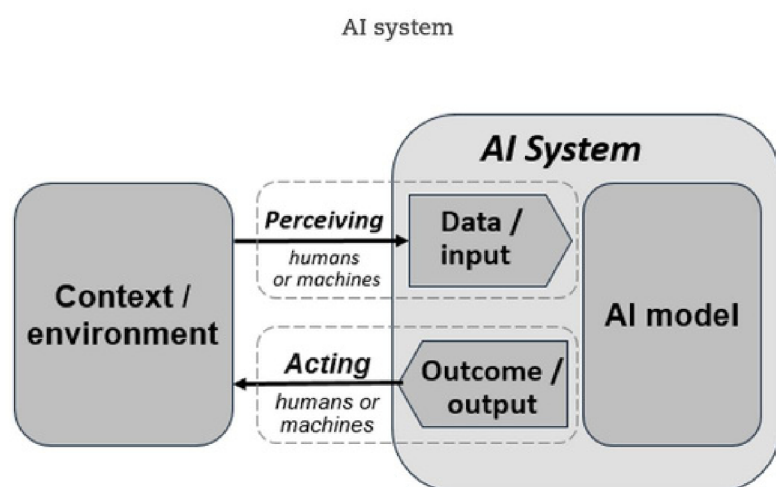 AI system
AI System
Perceiving
humans
or machines
Data /
input
Context /
environment
AI model
Acting
humans or
machines
Outcome /
output